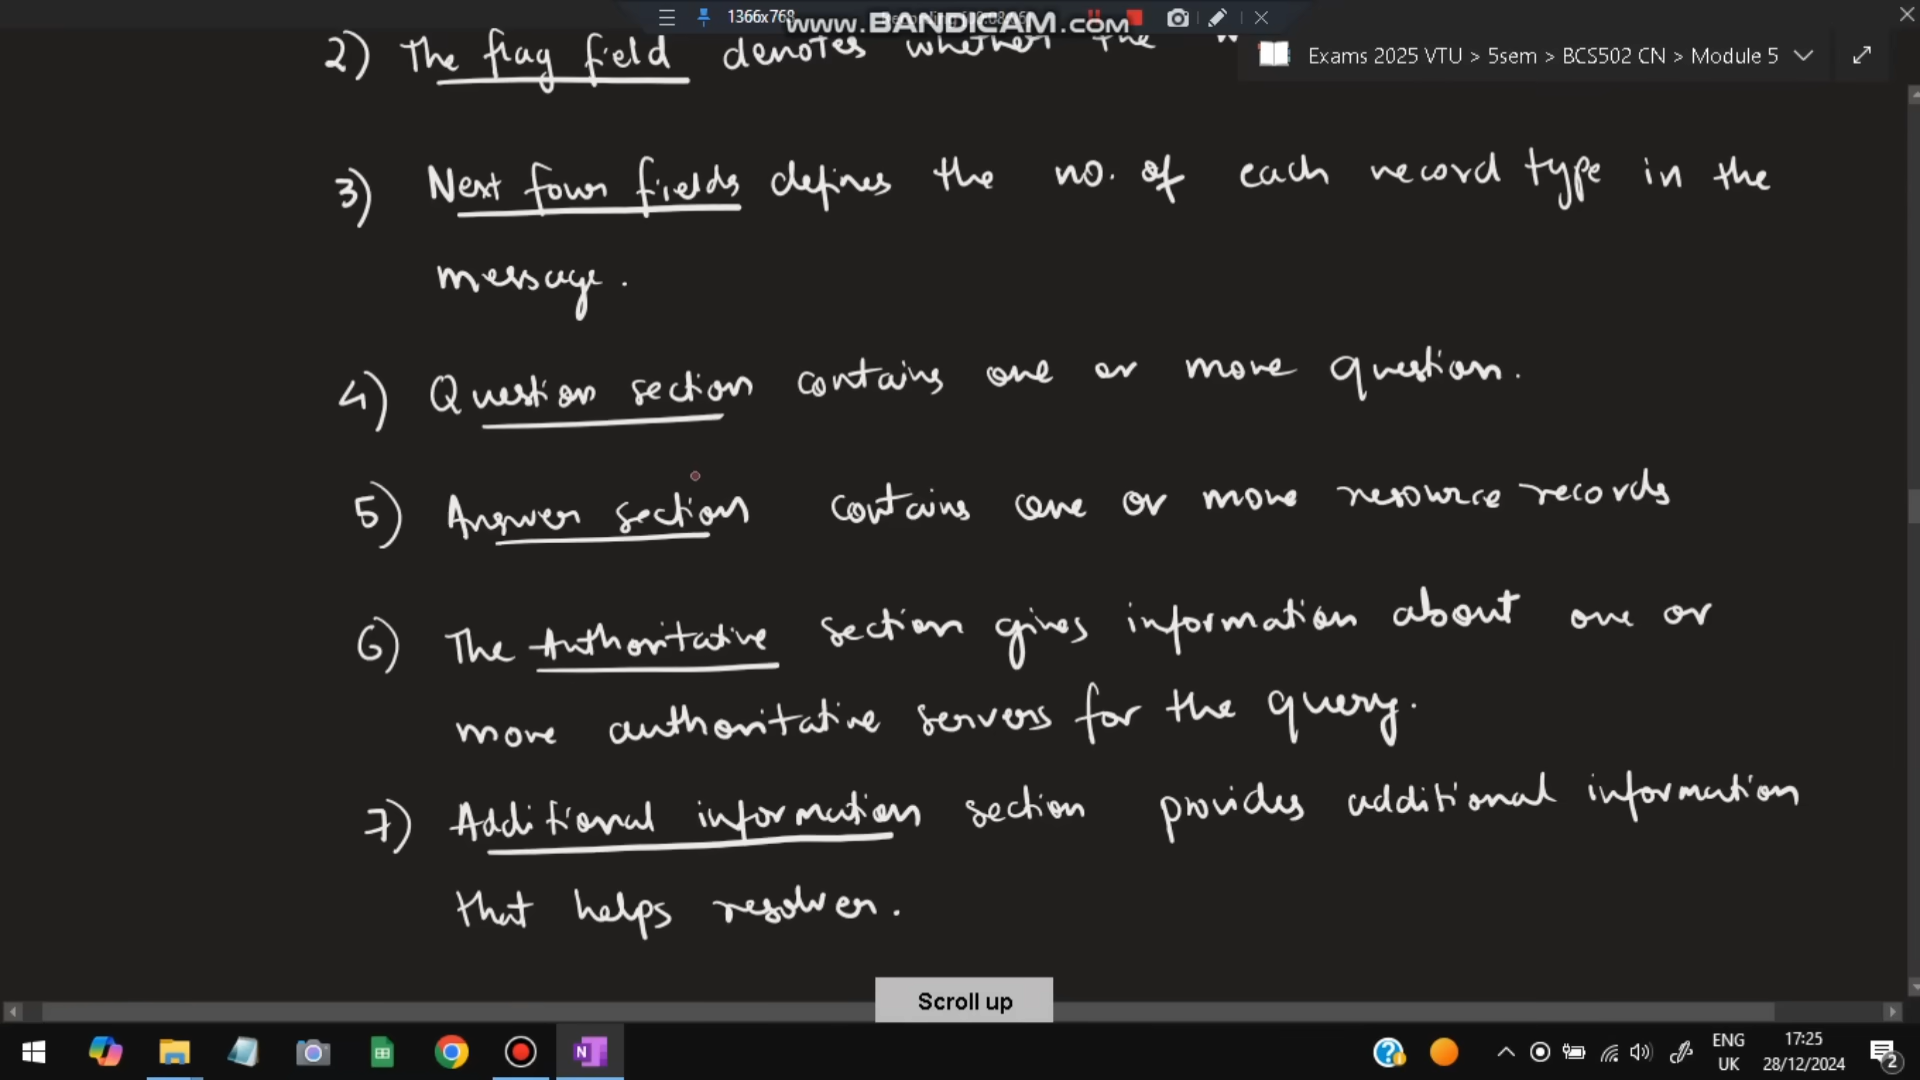 1366x768
www.BANDICAM.com
2) The flag field denotes whether the
Exams 2025 VTU > 5sem > BCS502 CN > Module 5
3) Next four fields defines the no. of each record type in the
message.
4) Question section contains one or more question.
5) Answer section contains one or more resource records
6) The Authoritative section gives information about one or
more authoritative servers for the query.
7) Additional information section provides additional information
that helps resolver.
Scroll up
ENG
UK
17:25
28/12/2024
2